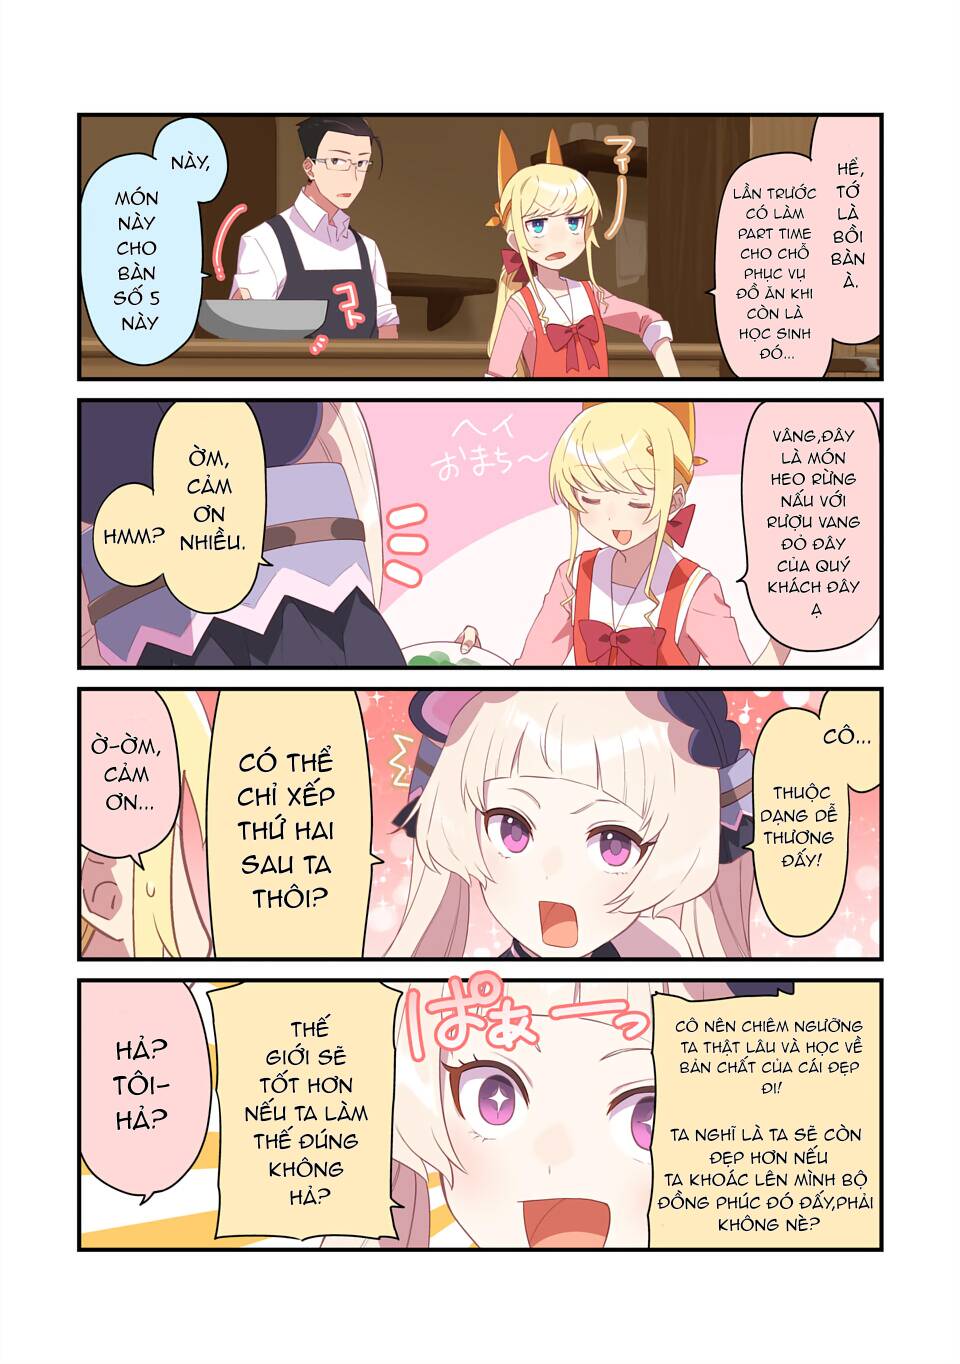 HỂ,
TỚ
LÀ
BỒI
BÀN
À.
LẦN TRƯỚC
CÓ LÀM
PART TIME
CHO CHỖ
PHỤC VỤ
ĐỒ ĂN KHI
CÒN LÀ
HỌC SINH
ĐÓ...
フィー
NÀY,
MÓN
NÀY
CHO
BÀN
SỐ 5
NÀY
コト
VÂNG,ĐÂY
LÀ MÓN
HEO RỪNG
NẤU VỚI
RƯỢU VANG
ĐỎ ĐÂY
CỦA QUÝ
KHÁCH ĐÂY
Ạ
ヘイ
おまち～
ỜM,
CẢM
ƠN
NHIỀU.
HMM?
CÔ...
THUỘC
DẠNG DỄ
THƯƠNG
ĐẤY!
CÓ THỂ
CHỈ XẾP
THỨ HAI
SAU TA
THÔI?
Ờ-ỜM,
CẢM
ƠN...
CÔ NÊN CHIÊM NGƯỠNG
TA THẬT LÂU VÀ HỌC VỀ
BẢN CHẤT CỦA CÁI ĐẸP
ĐI!
TA NGHĨ LÀ TA SẼ CÒN
ĐẸP HƠN NẾU
TA KHOÁC LÊN MÌNH BỘ
ĐỒNG PHÚC ĐÓ ĐẤY,PHẢI
KHÔNG NÈ?
ぱぁーっ
THẾ
GIỚI SẼ
TỐT HƠN
NẾU TA LÀM
THẾ ĐÚNG
KHÔNG
HẢ?
HẢ?
TÔI-
HẢ?